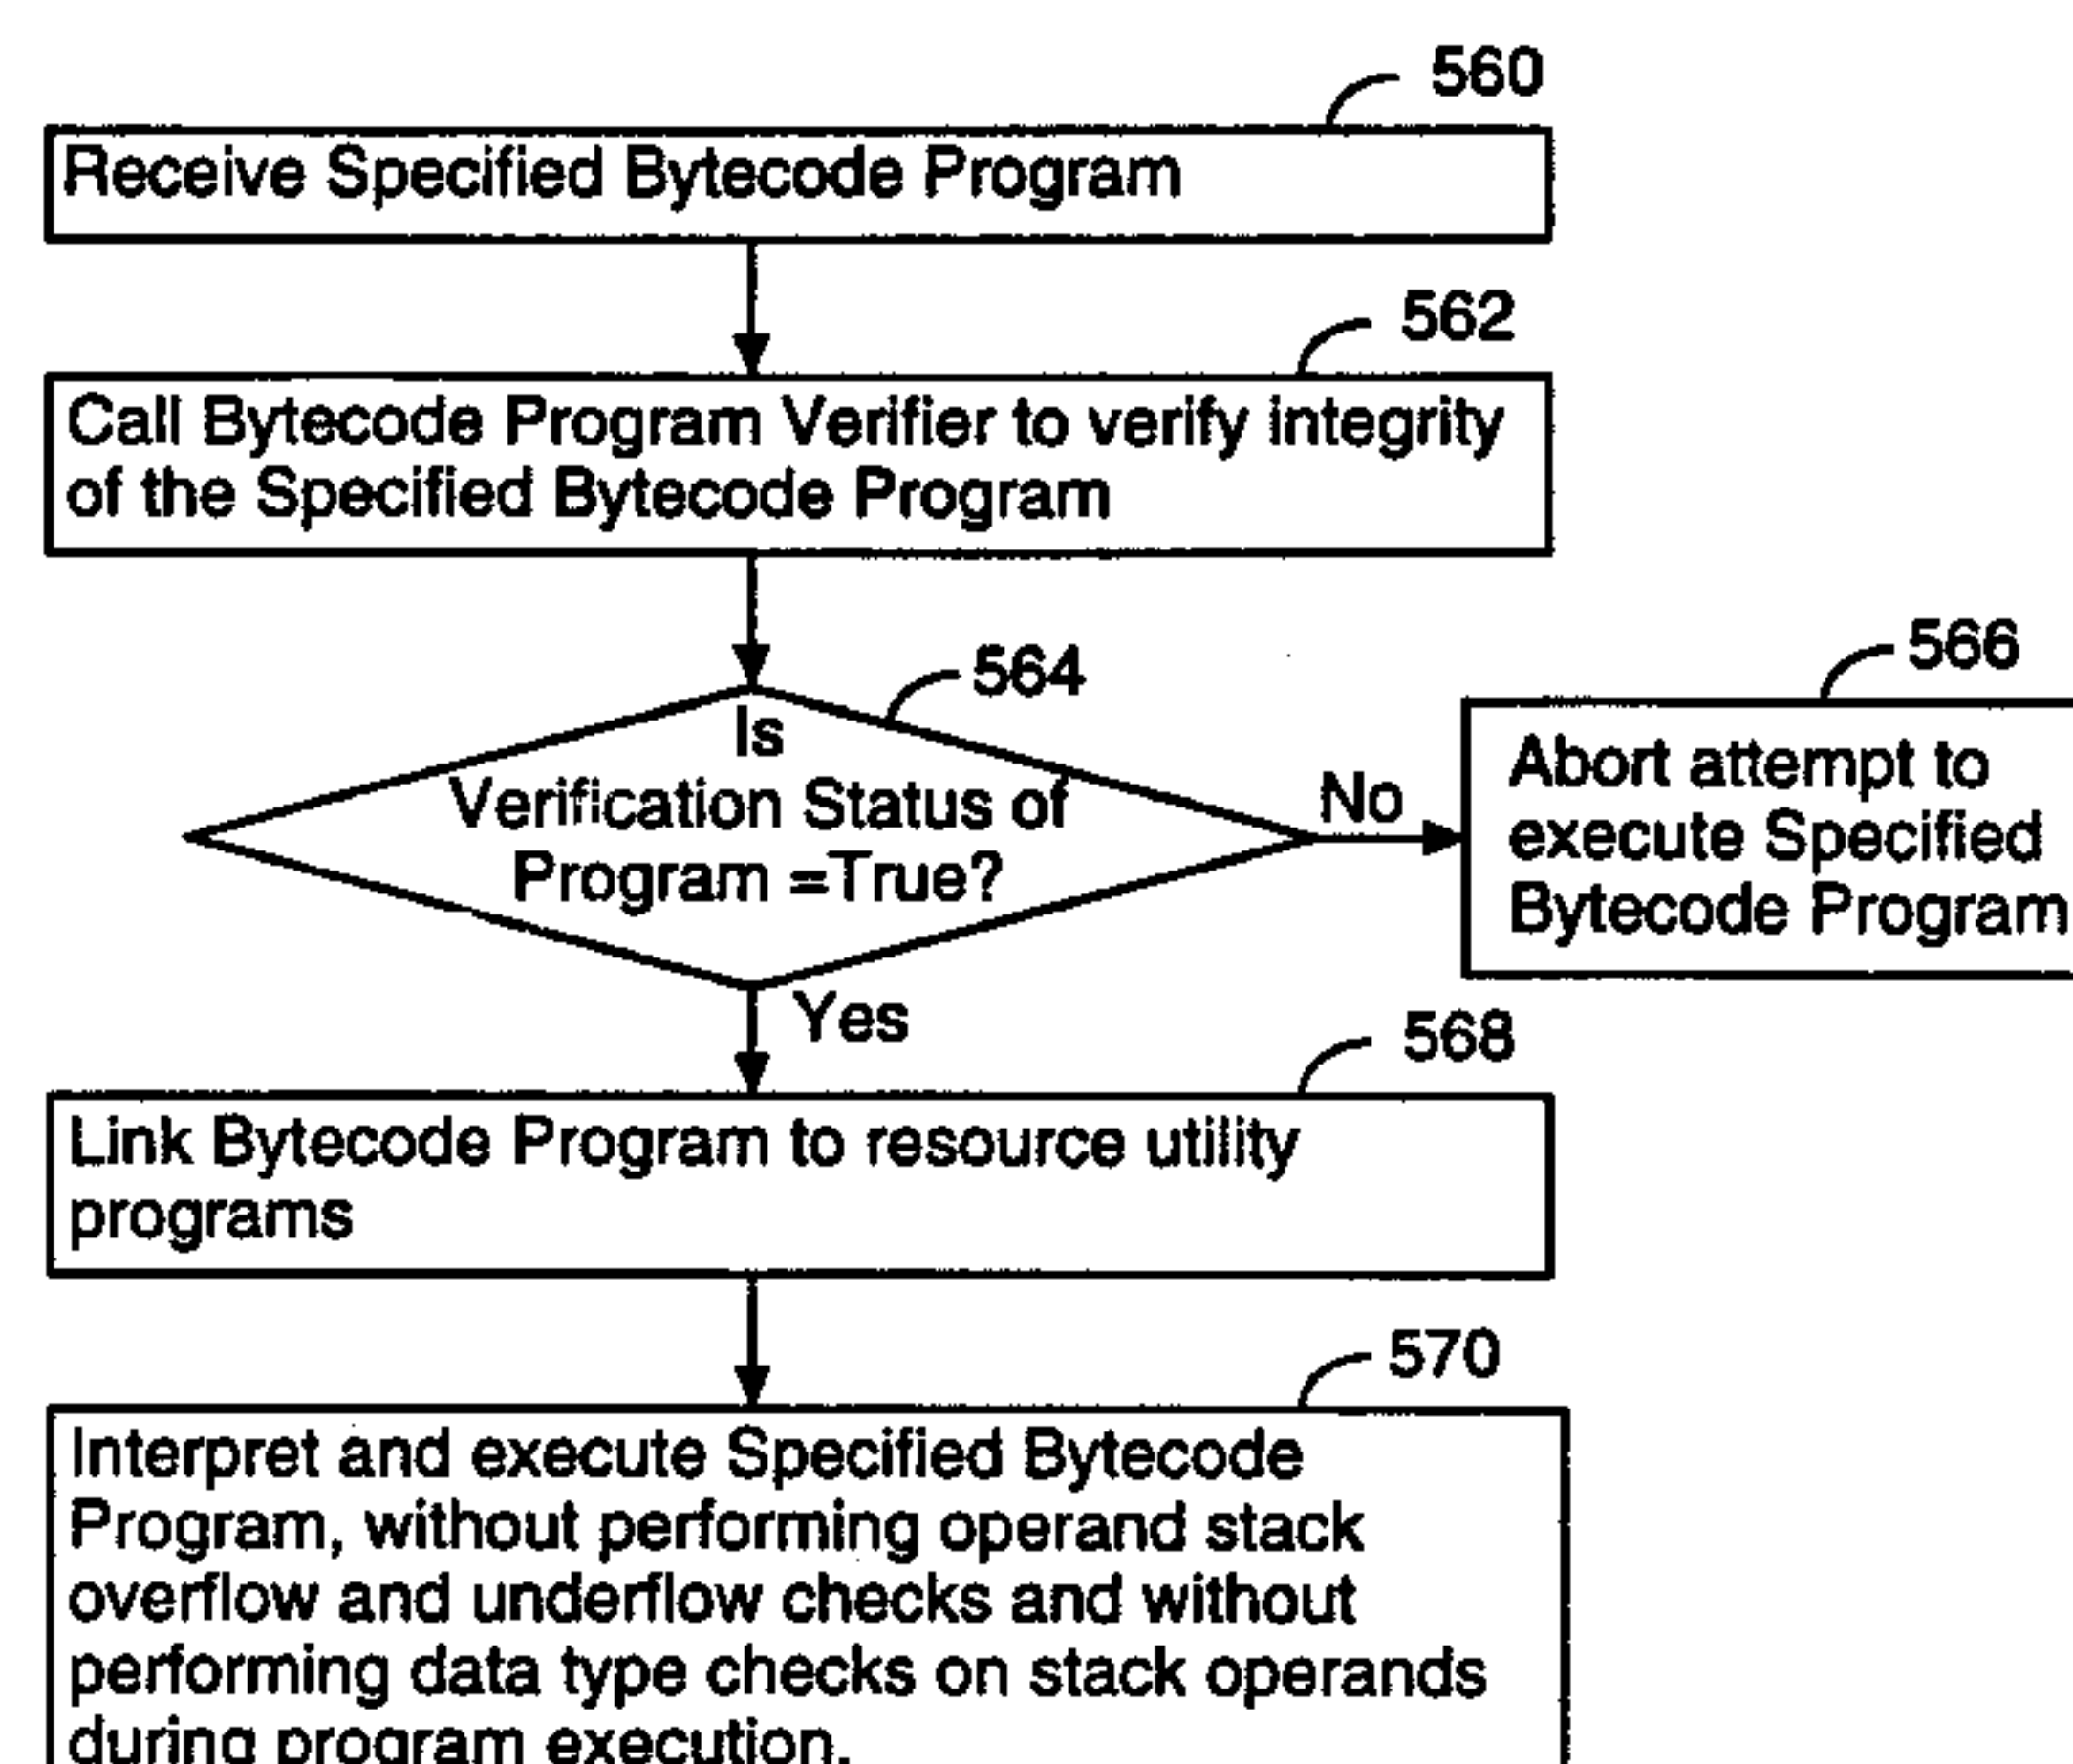 560
Receive Specified Bytecode Program
562
Call Bytecode Program Verifier to verify integrity
of the Specified Bytecode Program
564
Is
Verification Status of
Program =True?
No
566
Abort attempt to
execute Specified
Bytecode Program
Yes
568
Link Bytecode Program to resource utility
programs
570
Interpret and execute Specified Bytecode
Program, without performing operand stack
overflow and underflow checks and without
performing data type checks on stack operands
during program execution.